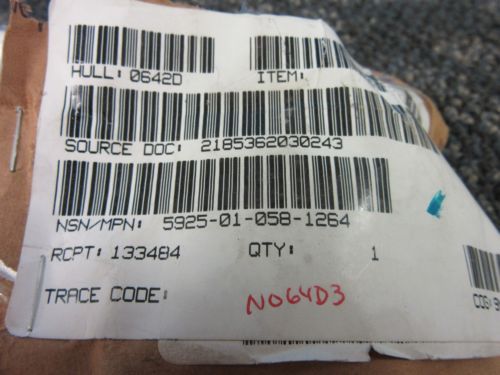 HULL: 0642D ITEM:
SOURCE DOC: 2185362030243
NSN/MPN: 5925-01-058-1264
RCPT: 133484 QTY: 1
TRACE CODE: N064D3
COG: